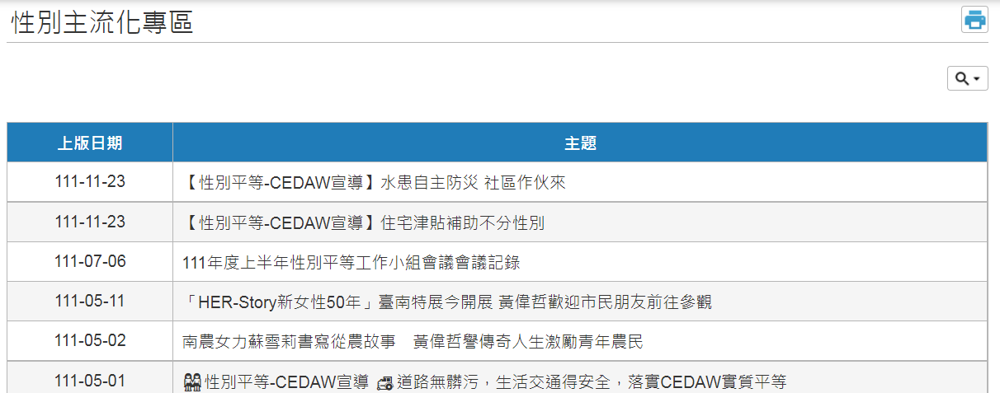 性別主流化專區
上版日期 主題
111-11-23 【性別平等-CEDAW宣導】水患自主防災 社區作伙來
111-11-23 【性別平等-CEDAW宣導】住宅津貼補助不分性別
111-07-06 111年度上半年性別平等工作小組會議會議記錄
111-05-11 「HER-Story新女性50年」臺南特展今開展 黃偉哲歡迎市民朋友前往參觀
111-05-02 南農女力蘇雪莉書寫從農故事　黃偉哲譽傳奇人生激勵青年農民
111-05-01 👭性別平等-CEDAW宣導 🚙道路無髒污，生活交通得安全，落實CEDAW實質平等